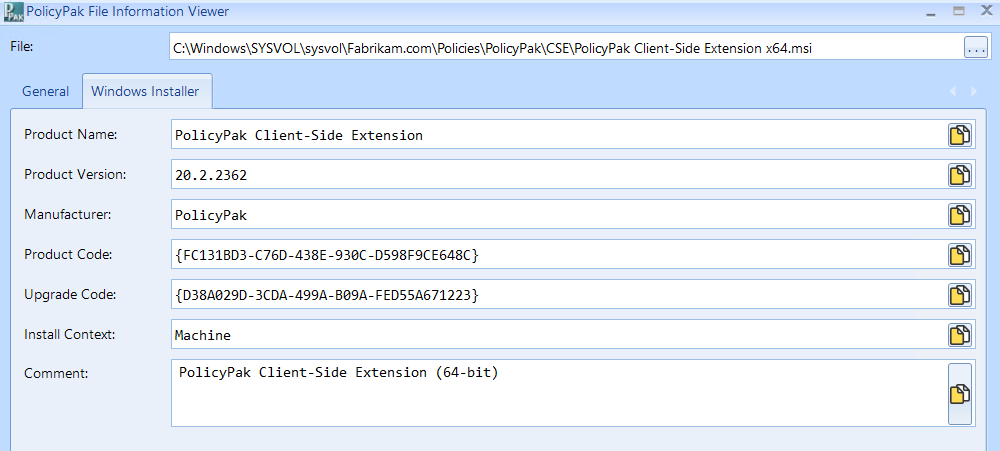 PolicyPak File Information Viewer
File: C:\Windows\SYSVOL\sysvol\Fabrikam.com\Policies\PolicyPak\CSE\PolicyPak Client-Side Extension x64.msi ...
General Windows Installer
Product Name: PolicyPak Client-Side Extension
Product Version: 20.2.2362
Manufacturer: PolicyPak
Product Code: {FC131BD3-C76D-438E-930C-D598F9CE648C}
Upgrade Code: {D38A029D-3CDA-499A-B09A-FED55A671223}
Install Context: Machine
Comment: PolicyPak Client-Side Extension (64-bit)